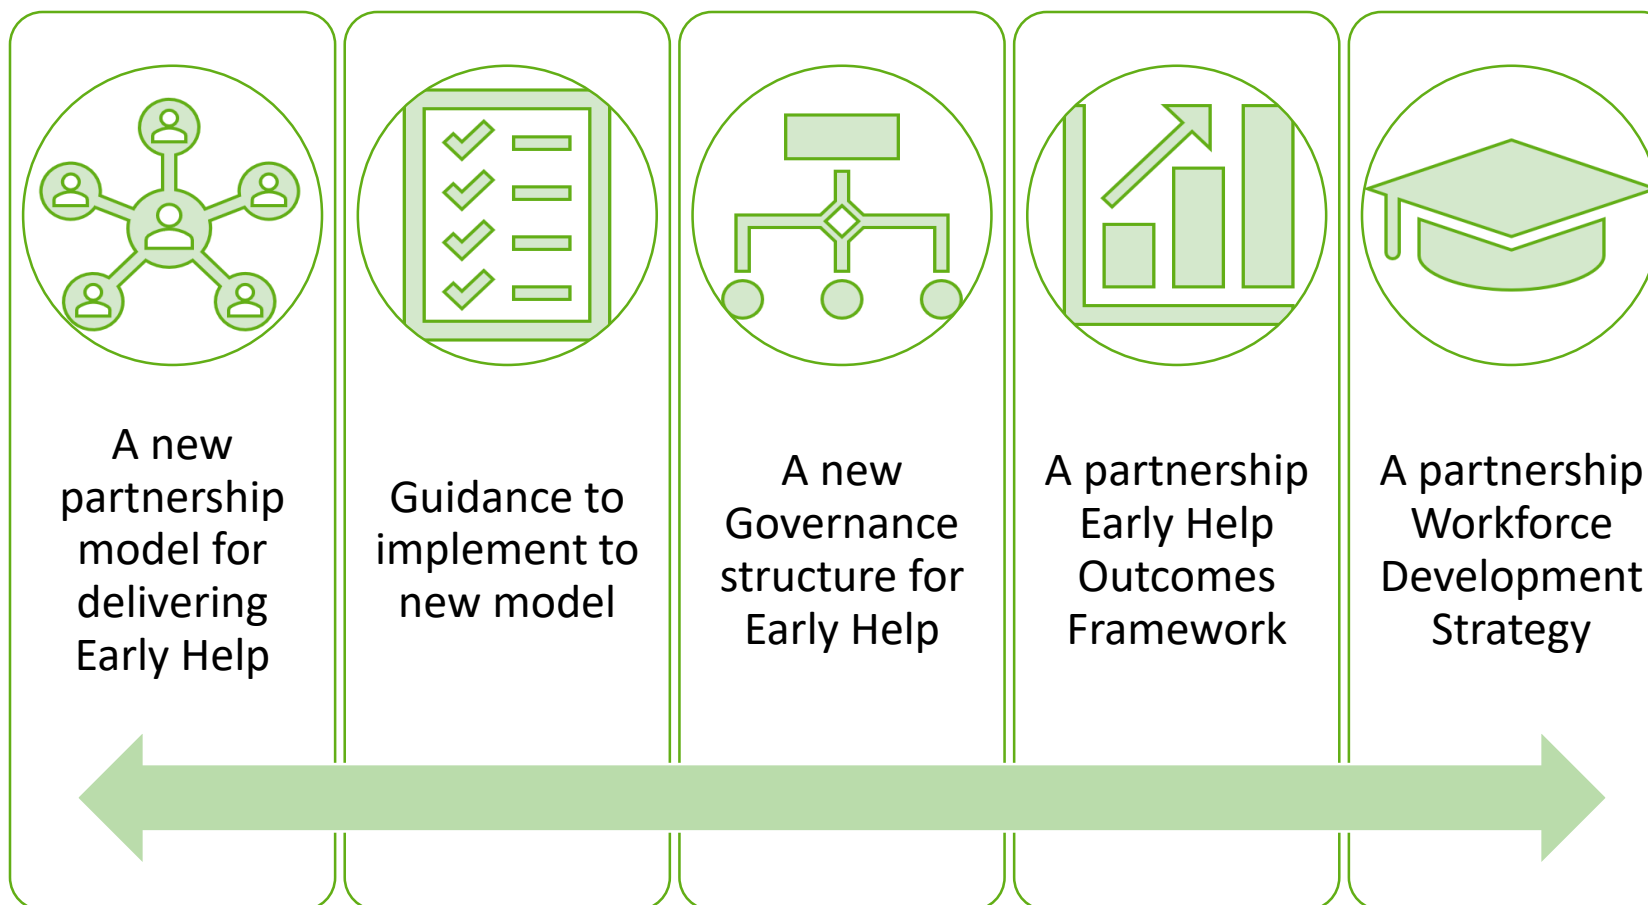 A new
partnership
model for
delivering
Early Help
Guidance to
implement to
new model
A new
Governance
structure for
Early Help
A partnership
Early Help
Outcomes
Framework
A partnership
Workforce
Development
Strategy